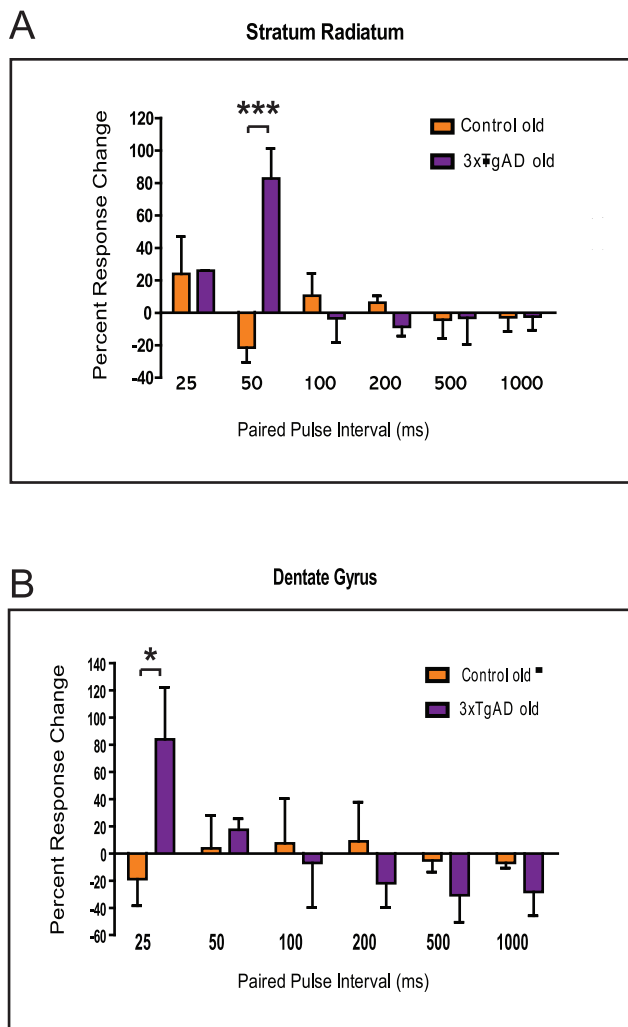 A
Stratum Radiatum
***
Control old
3xTgAD old
Percent Response Change
120
100
80
60
40
20
0
-20
-40
25 50 100 200 500 1000
Paired Pulse Interval (ms)
B
Dentate Gyrus
*
Control old
3xTgAD old
Percent Response Change
140
120
100
80
60
40
20
0
-20
-40
-60
25 50 100 200 500 1000
Paired Pulse Interval (ms)